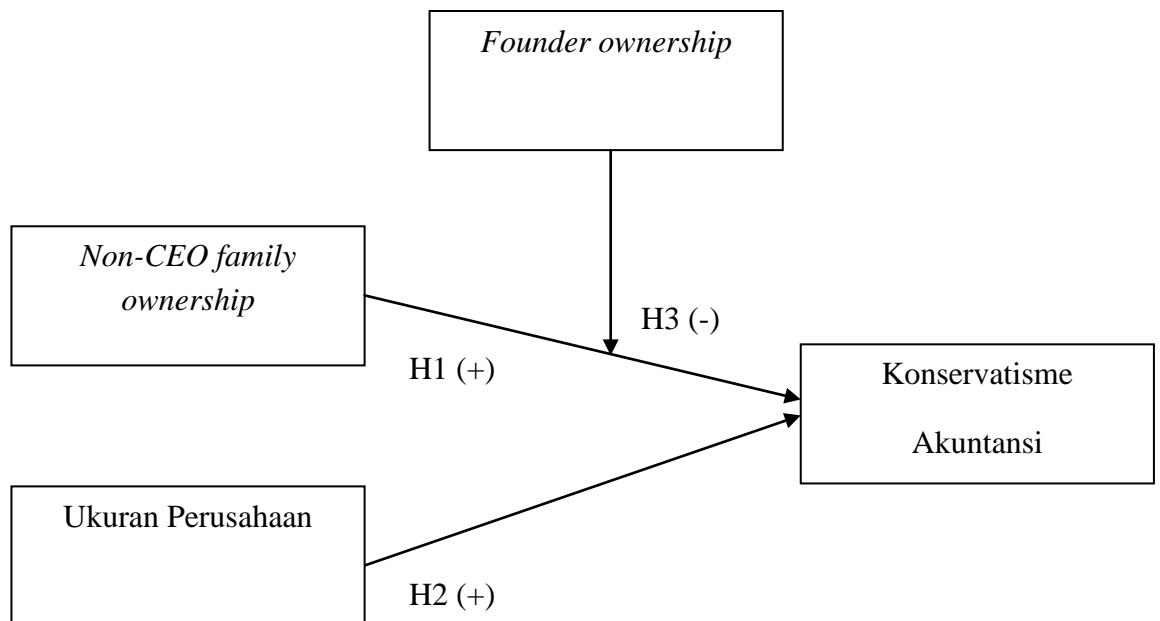 Founder ownership
Non-CEO family
ownership
H3 (-)
H1 (+)
Konservatisme
Akuntansi
Ukuran Perusahaan
H2 (+)